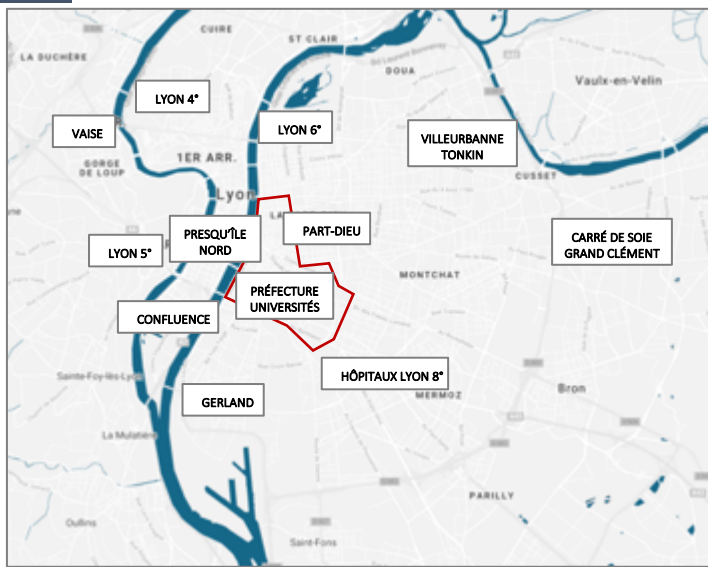 CUIRE
ST CLAIR
LA DUCHÈRE
DOUA
Vaulx-en-Velin
LYON 4°
VAISE
LYON 6°
VILLEURBANNE
TONKIN
1ER ARR.
GORGE
DE LOUP
CUSSET
Lyon
LA
PRESQU'ÎLE
NORD
PART-DIEU
CARRÉ DE SOIE
GRAND CLÉMENT
LYON 5°
MONTCHAT
PRÉFECTURE
UNIVERSITÉS
CONFLUENCE
Sainte-Foy-lès-Lyon
HÔPITAUX LYON 8°
MERMOZ
Bron
GERLAND
La Mulatière
PARILLY
Oullins
Saint-Fons